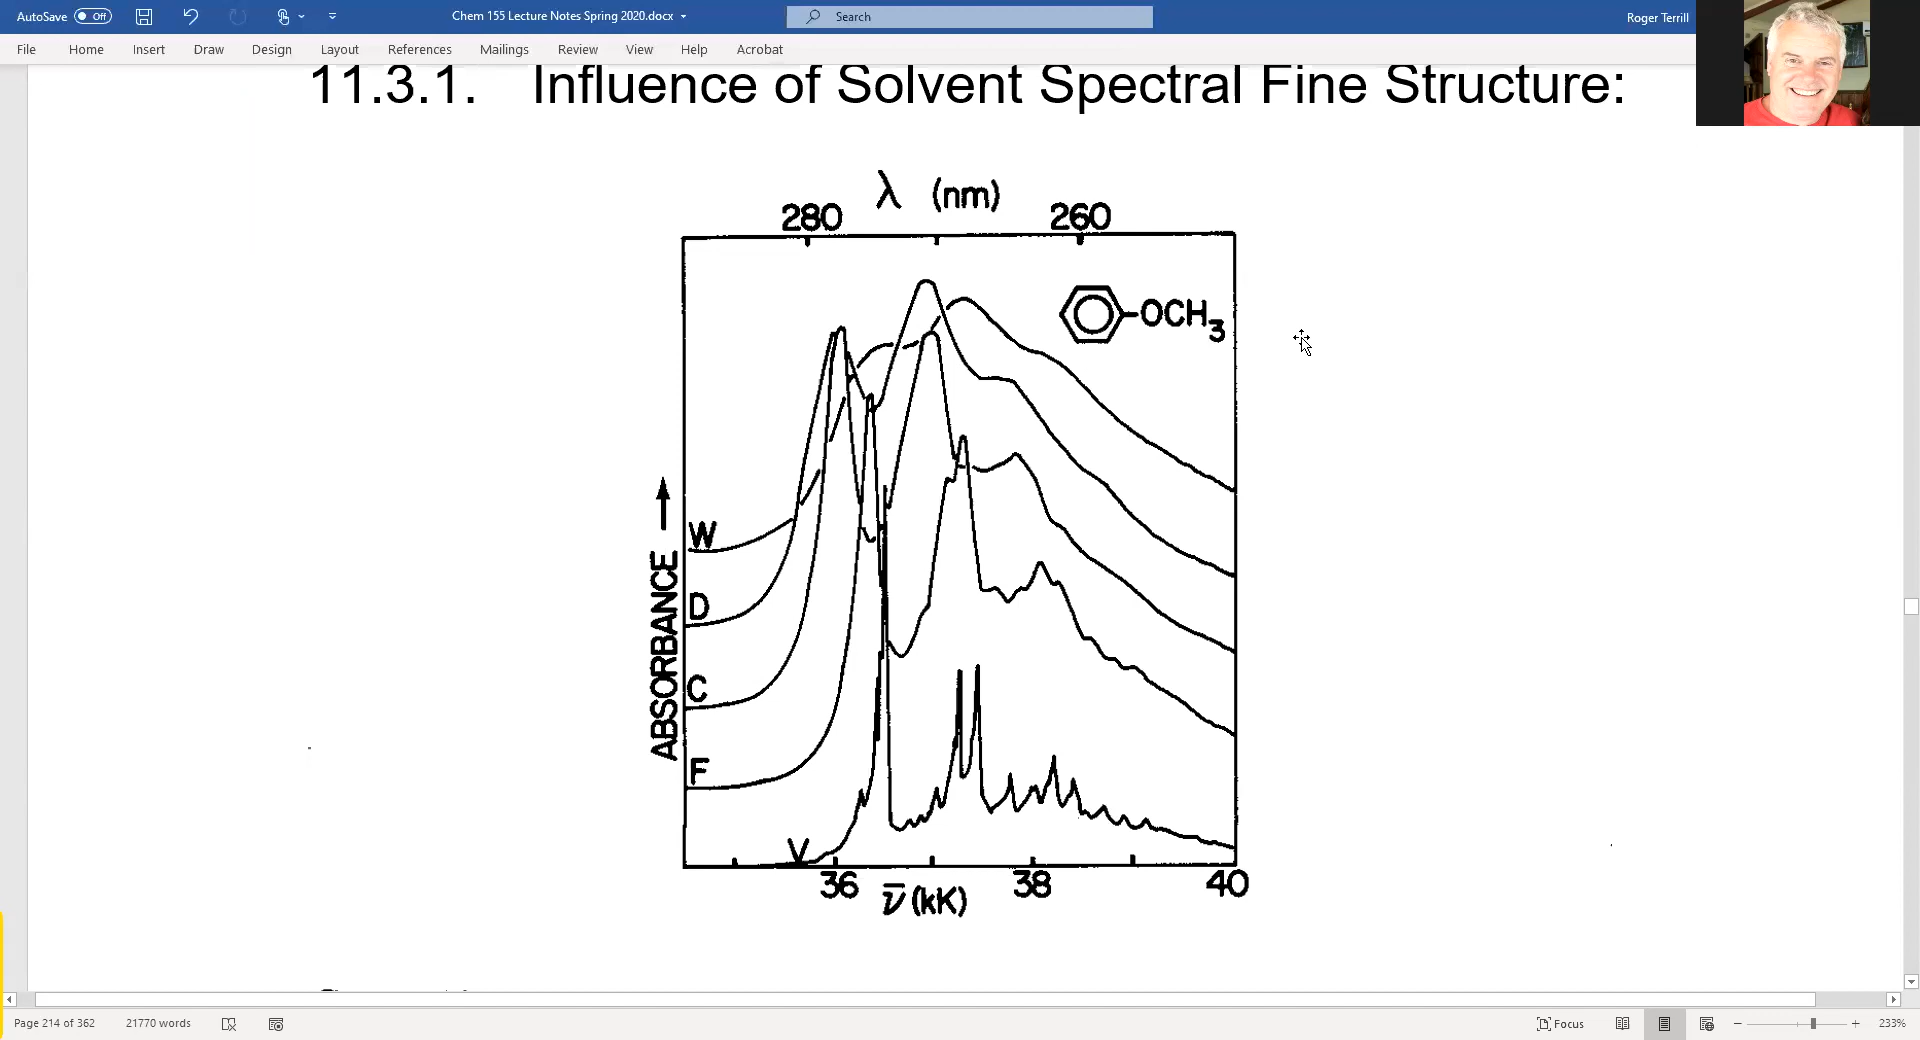 AutoSave Off Chem 155 Lecture Notes Spring 2020.docx Search Roger Terrill
File Home Insert Draw Design Layout References Mailings Review View Help Acrobat
11.3.1. Influence of Solvent Spectral Fine Structure:
λ (nm)
280 260
OCH3
ABSORBANCE
W
D
C
F
V
36 38 40
ν̅ (kK)
Page 214 of 362 21770 words Focus 233%